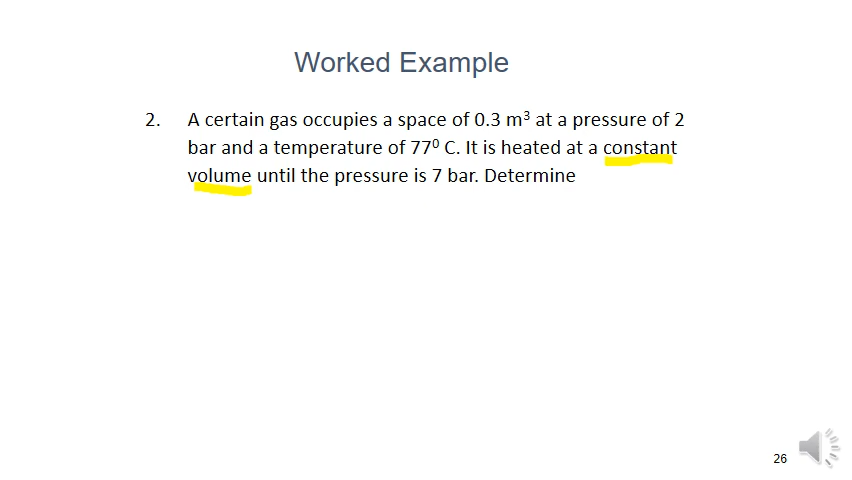 Worked Example
2. A certain gas occupies a space of 0.3 m³ at a pressure of 2
bar and a temperature of 77⁰ C. It is heated at a constant
volume until the pressure is 7 bar. Determine
26